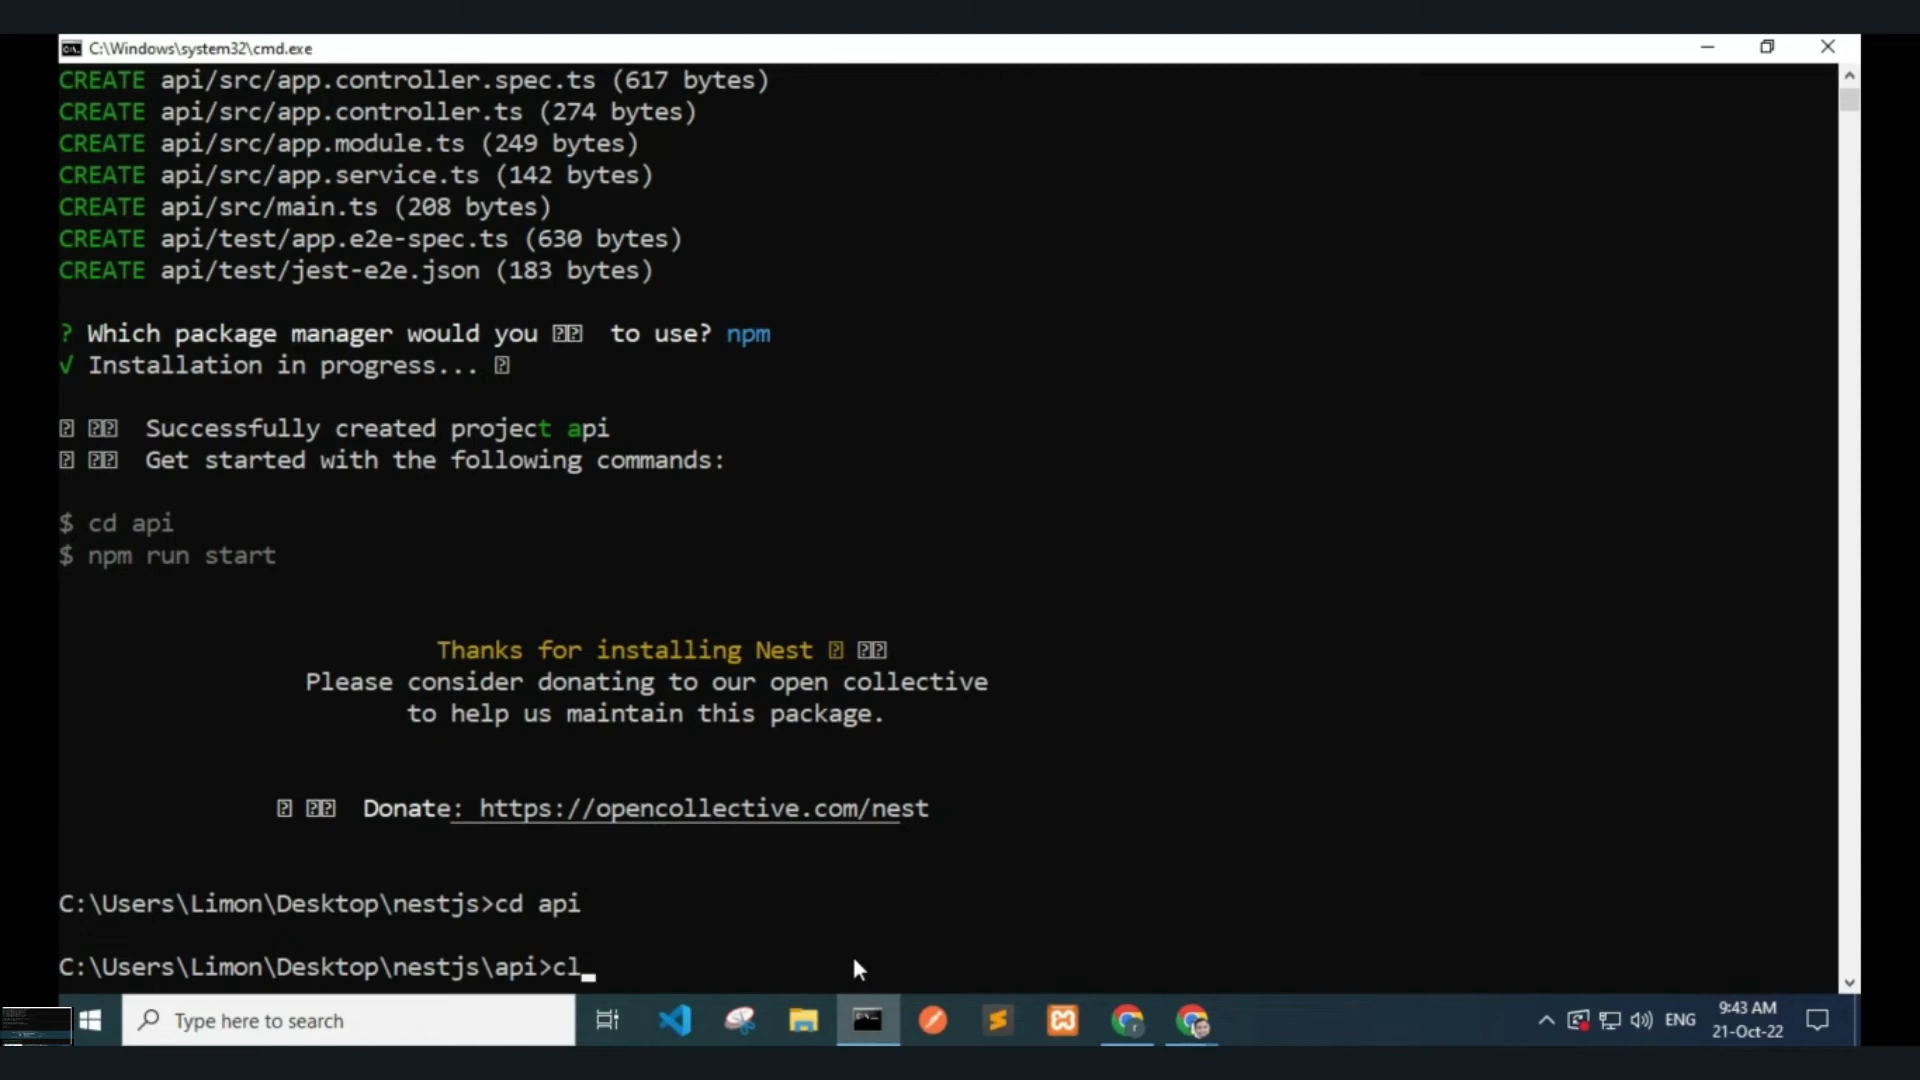 C:\Windows\system32\cmd.exe
CREATE api/src/app.controller.spec.ts (617 bytes)
CREATE api/src/app.controller.ts (274 bytes)
CREATE api/src/app.module.ts (249 bytes)
CREATE api/src/app.service.ts (142 bytes)
CREATE api/src/main.ts (208 bytes)
CREATE api/test/app.e2e-spec.ts (630 bytes)
CREATE api/test/jest-e2e.json (183 bytes)
? Which package manager would you to use? npm
√ Installation in progress...
Successfully created project api
Get started with the following commands:
$ cd api
$ npm run start
Thanks for installing Nest
Please consider donating to our open collective
to help us maintain this package.
Donate: https://opencollective.com/nest
C:\Users\Limon\Desktop\nestjs>cd api
C:\Users\Limon\Desktop\nestjs\api>cl_
Type here to search
ENG
9:43 AM
21-Oct-22